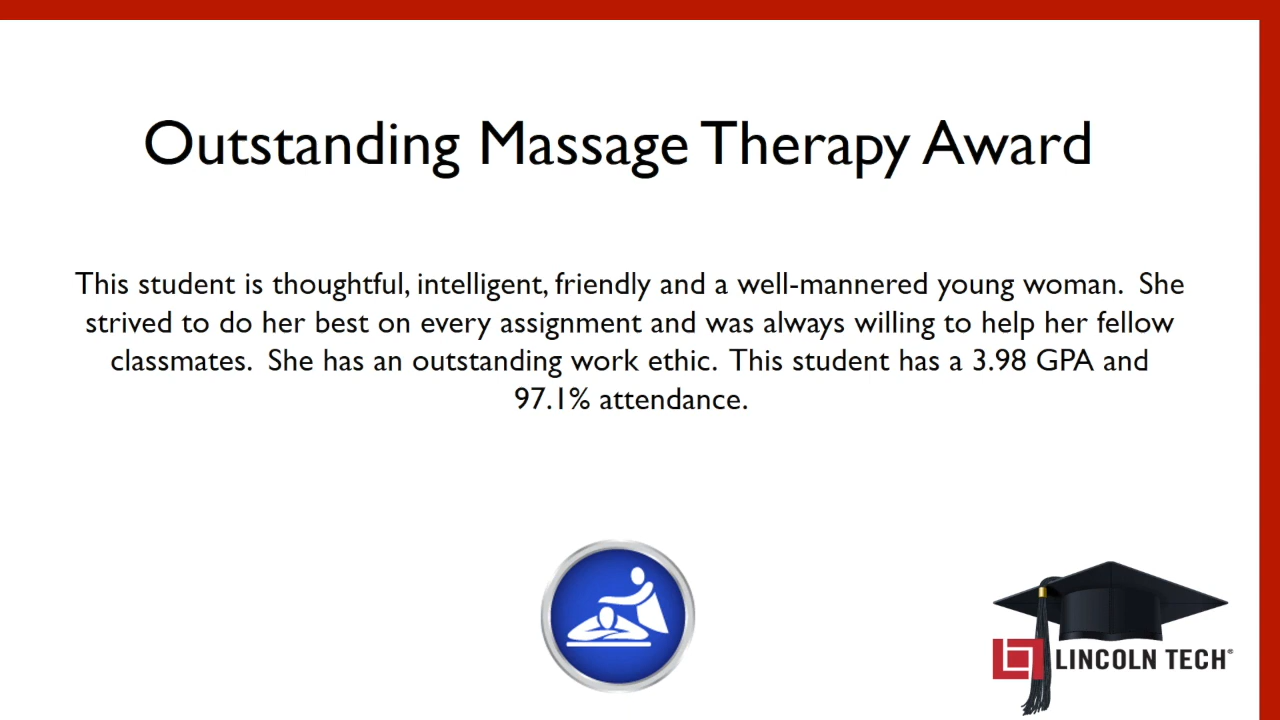 Outstanding Massage Therapy Award
This student is thoughtful, intelligent, friendly and a well-mannered young woman.  She
strived to do her best on every assignment and was always willing to help her fellow
classmates.  She has an outstanding work ethic.  This student has a 3.98 GPA and
97.1% attendance.
LINCOLN TECH®